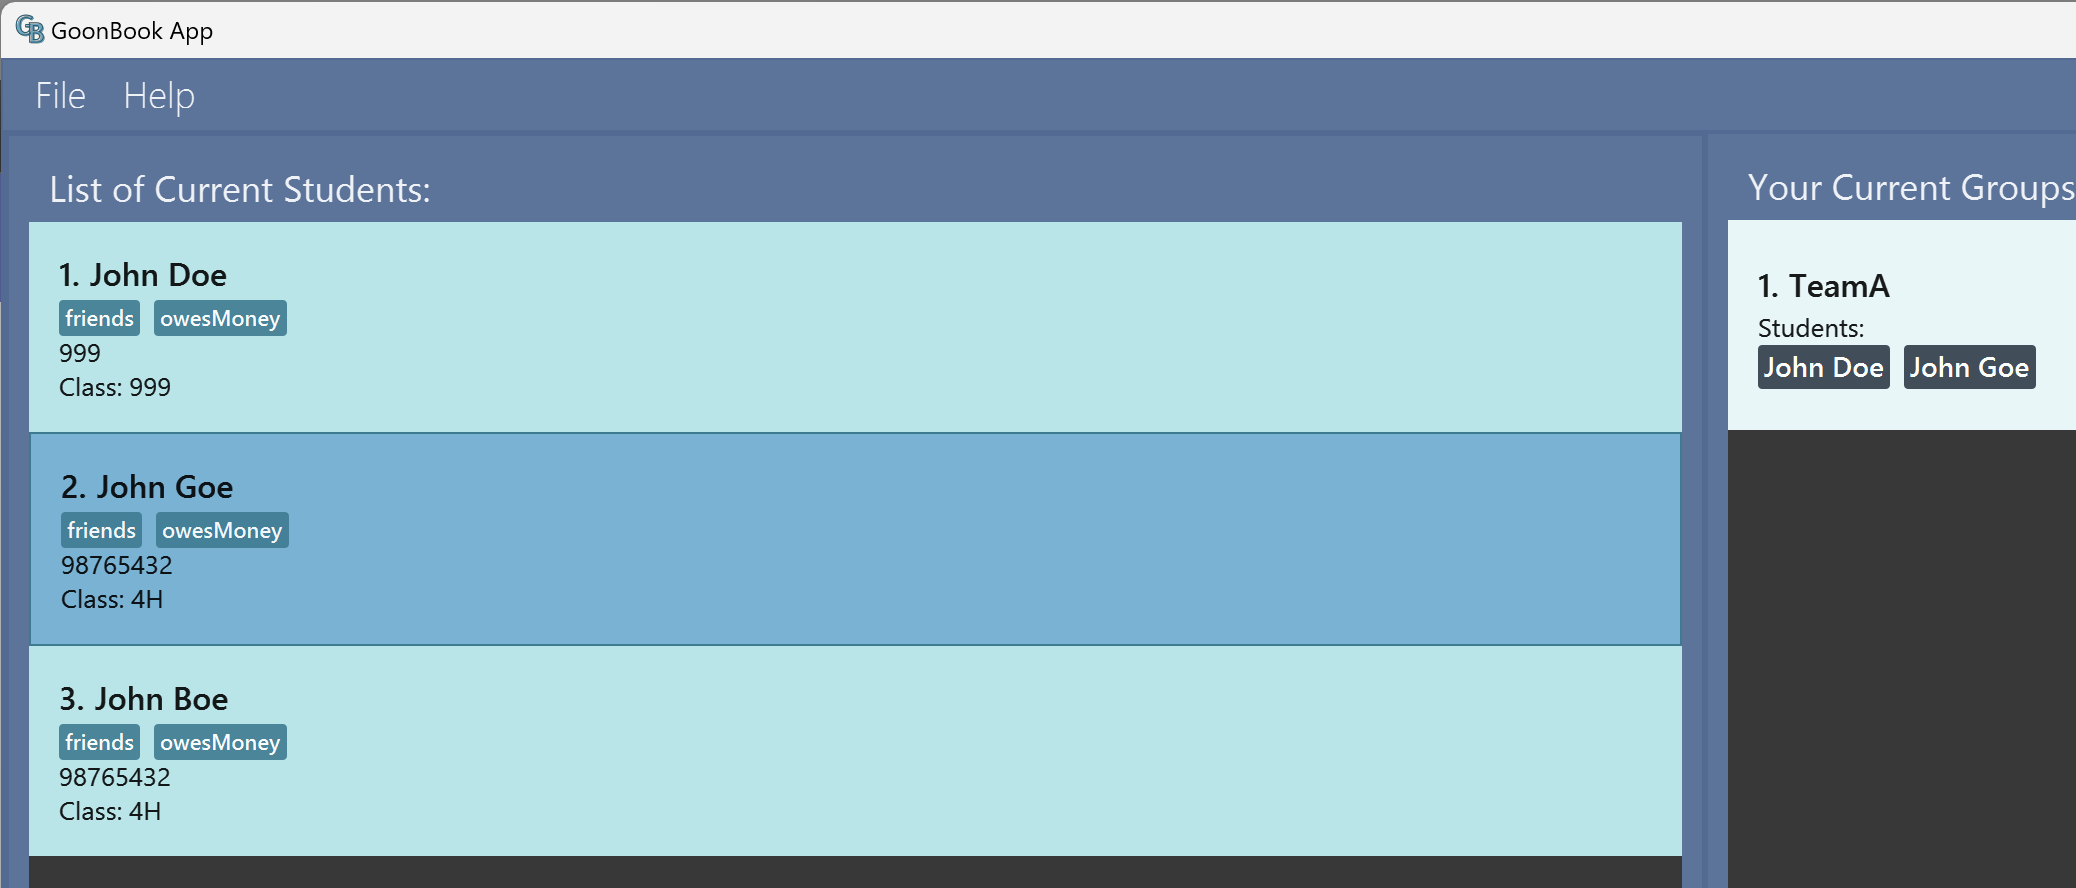 GB GoonBook App
File Help
List of Current Students:
1. John Doe
friends owesMoney
999
Class: 999
2. John Goe
friends owesMoney
98765432
Class: 4H
3. John Boe
friends owesMoney
98765432
Class: 4H
Your Current Groups
1. TeamA
Students:
John Doe John Goe